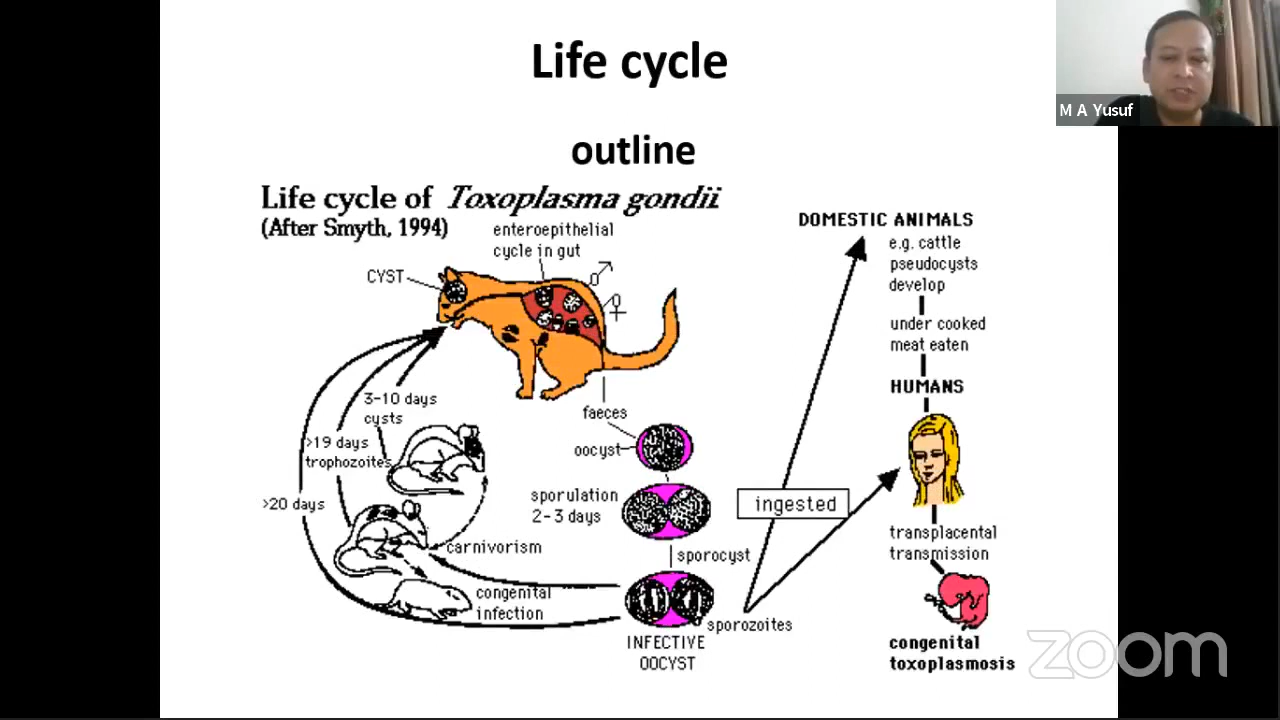 Life cycle
outline
M A Yusuf
Life cycle of Toxoplasma gondii
(After Smyth, 1994)
enteroepithelial
cycle in gut
CYST
♂
♀
DOMESTIC ANIMALS
e.g. cattle
pseudocysts
develop
under cooked
meat eaten
HUMANS
3-10 days
cysts
>19 days
trophozoites
>20 days
faeces
oocyst
sporulation
2-3 days
ingested
carnivorism
sporocyst
transplacental
transmission
congenital
infection
sporozoites
INFECTIVE
OOCYST
congenital
toxoplasmosis
zoom